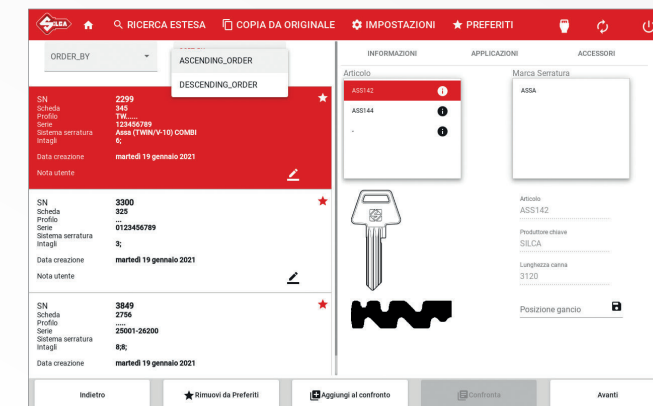 SILCA RICERCA ESTESA COPIA DA ORIGINALE IMPOSTAZIONI PREFERITI
ORDER_BY
ASCENDING_ORDER
DESCENDING_ORDER
SN 2299
Scheda 345
Profilo TW......
Serie 123456789
Sistema serratura Assa (TWIN/V-10) COMBI
Intagli 6;
Data creazione martedì 19 gennaio 2021
Nota utente
SN 3300
Scheda 325
Profilo ...
Serie 0123456789
Sistema serratura
Intagli 3;
Data creazione martedì 19 gennaio 2021
Nota utente
SN 3849
Scheda 2756
Profilo .....
Serie 25001-26200
Sistema serratura
Intagli 8;8;
Data creazione martedì 19 gennaio 2021
INFORMAZIONI APPLICAZIONI ACCESSORI
Articolo Marca Serratura
ASS142 ASSA
ASS144
-
Articolo
ASS142
Produttore chiave
SILCA
Lunghezza canna
3120
Posizione gancio
Indietro Rimuovi da Preferiti Aggiungi al confronto Confronta Avanti